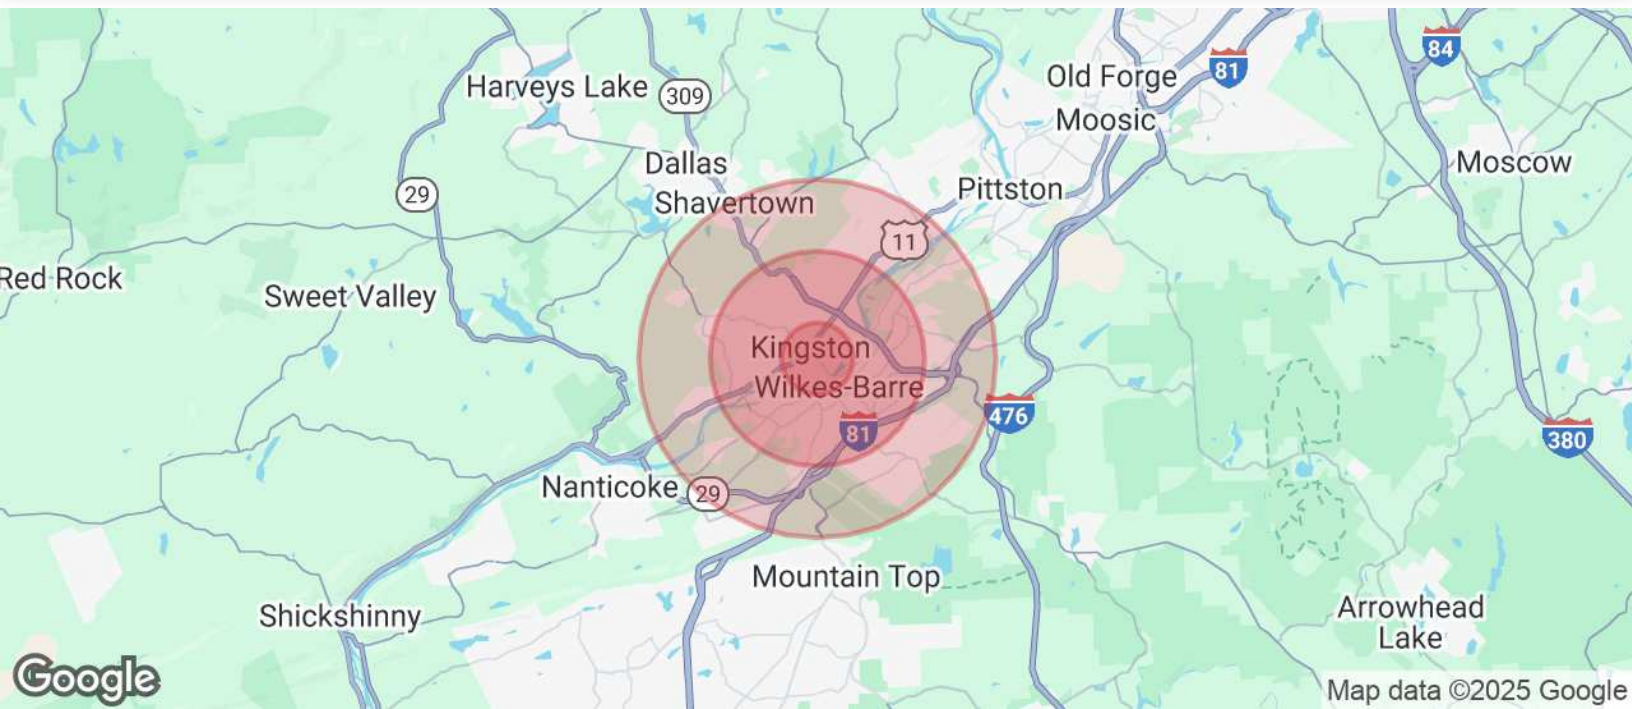 84
81
Old Forge
Harveys Lake
309
Moosic
Dallas
Moscow
Pittston
29
Shavertown
11
Red Rock
Sweet Valley
Kingston
Wilkes-Barre
476
81
380
Nanticoke
29
Mountain Top
Arrowhead
Lake
Shickshinny
Google
Map data ©2025 Google